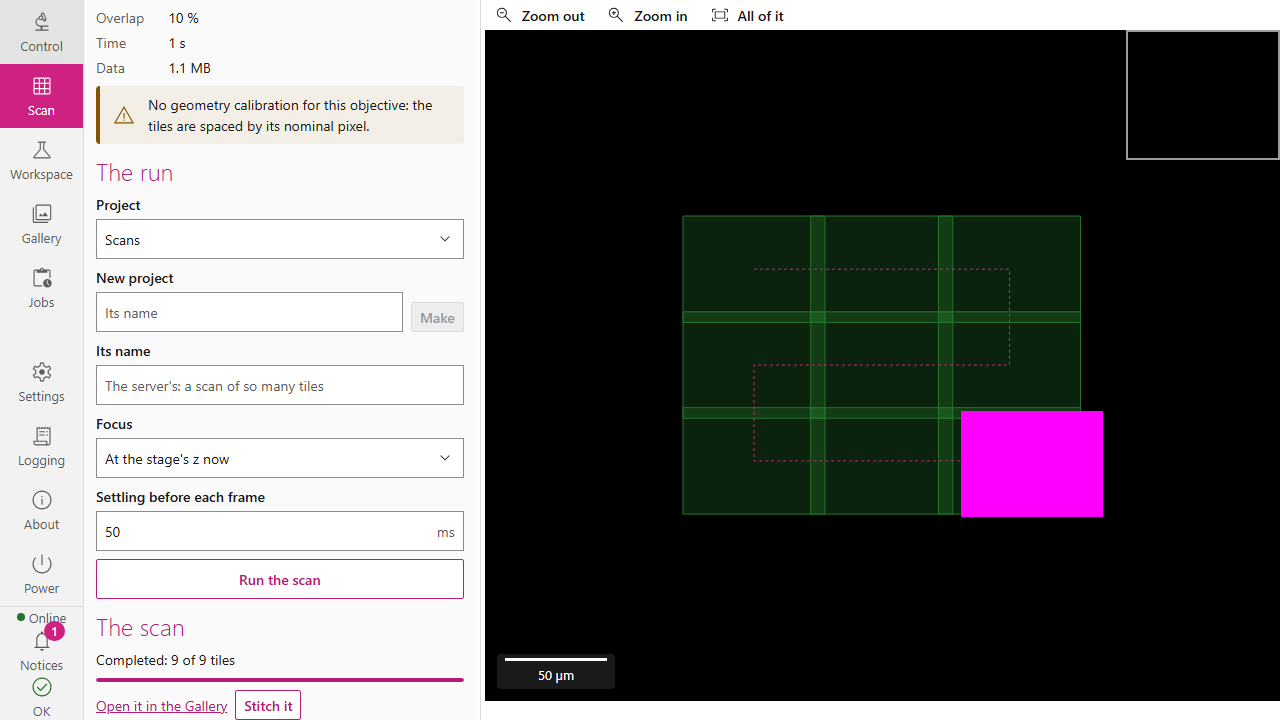 Control
Scan
Workspace
Gallery
Jobs
Settings
Logging
About
Power
Online
1
Notices
OK
Overlap 10 %
Time 1 s
Data 1.1 MB
No geometry calibration for this objective: the
tiles are spaced by its nominal pixel.
The run
Project
Scans
New project
Its name
Make
Its name
The server's: a scan of so many tiles
Focus
At the stage's z now
Settling before each frame
50 ms
Run the scan
The scan
Completed: 9 of 9 tiles
Open it in the Gallery Stitch it
Zoom out Zoom in All of it
50 µm